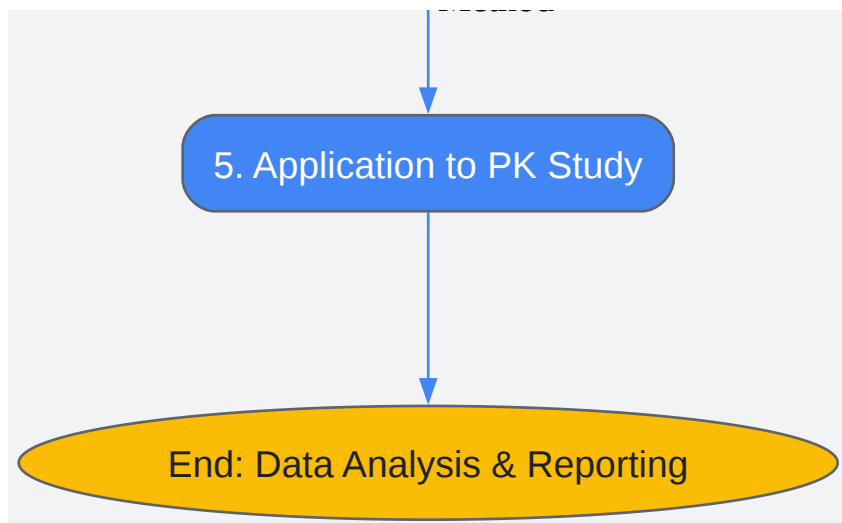 5. Application to PK Study
End: Data Analysis & Reporting